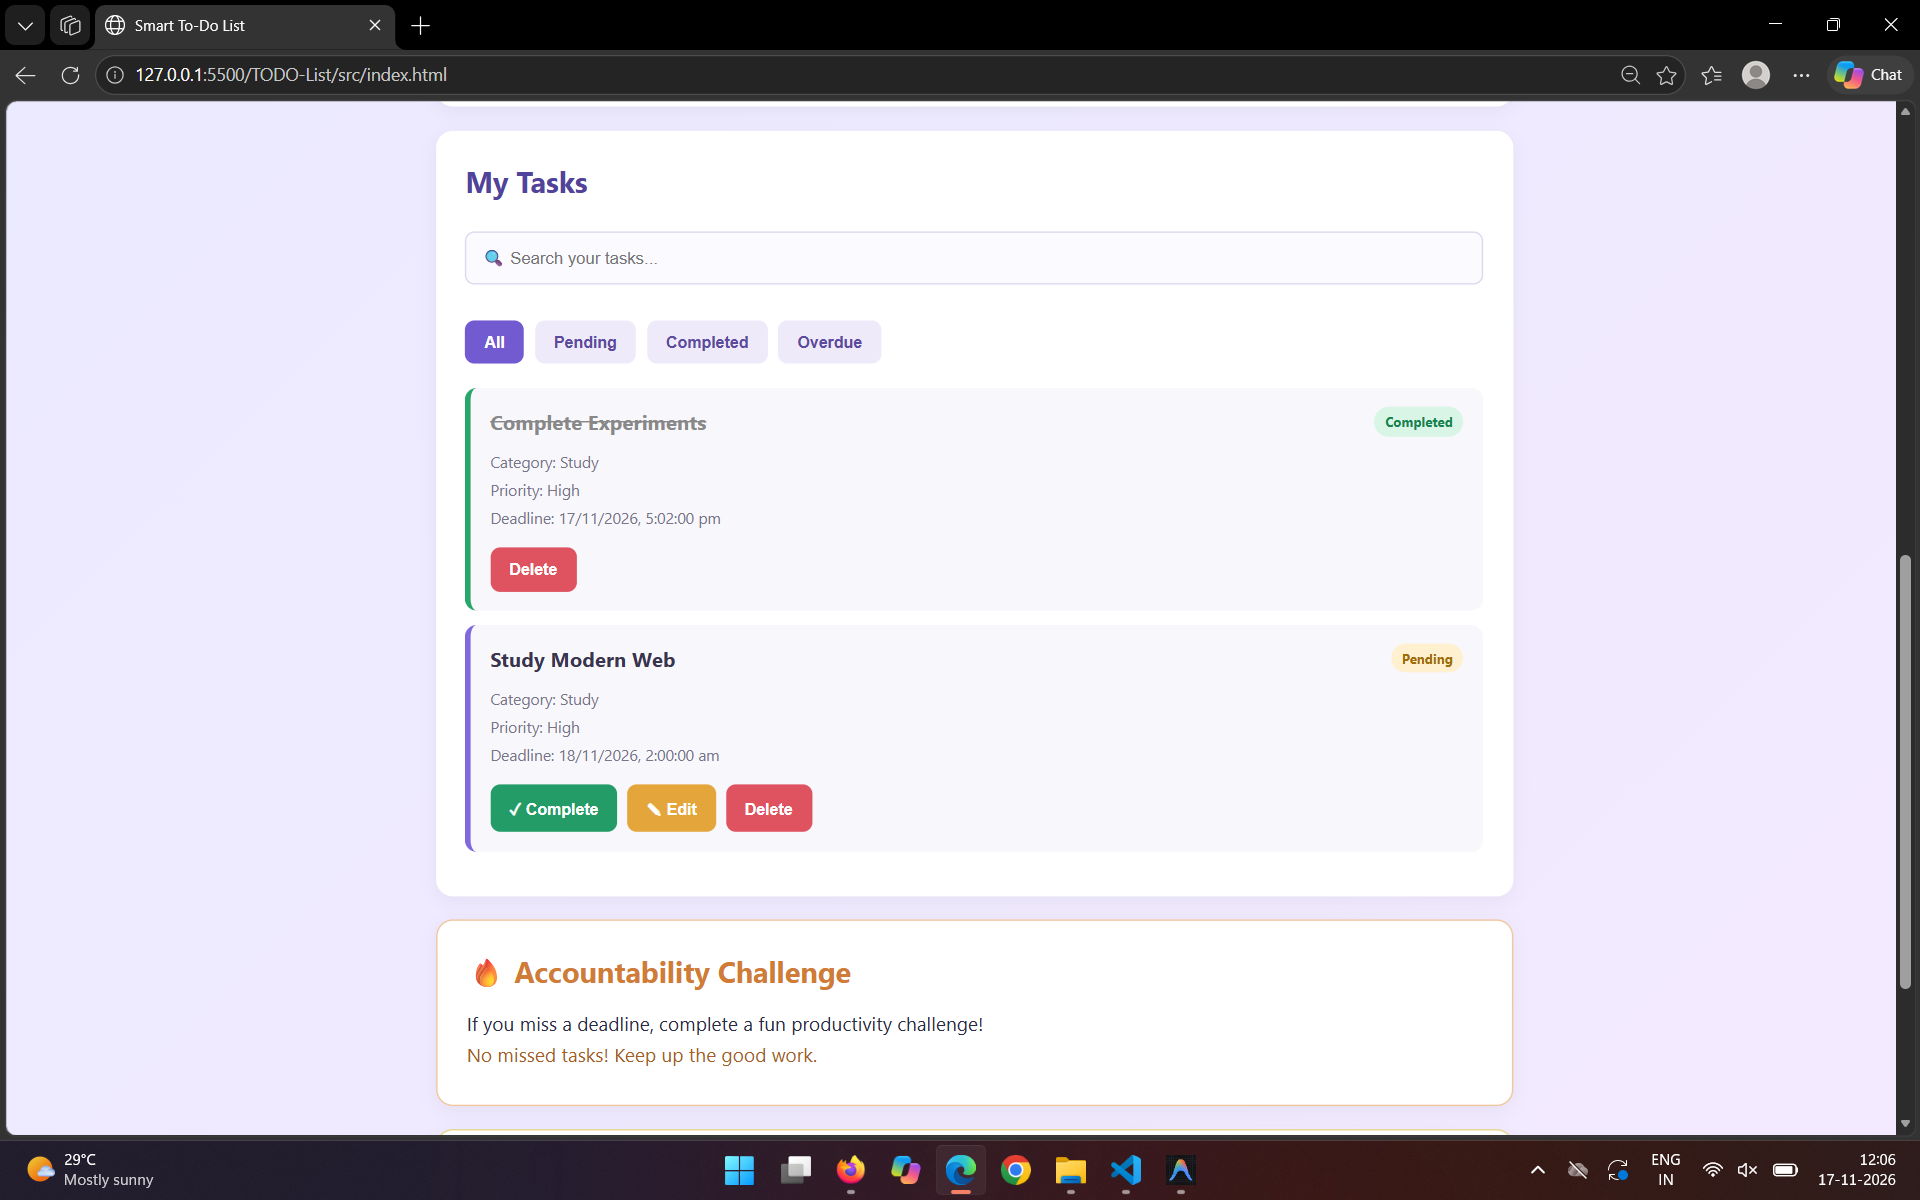 Smart To-Do List
127.0.0.1:5500/TODO-List/src/index.html
Chat
My Tasks
Search your tasks...
All
Pending
Completed
Overdue
Complete Experiments
Completed
Category: Study
Priority: High
Deadline: 17/11/2026, 5:02:00 pm
Delete
Study Modern Web
Pending
Category: Study
Priority: High
Deadline: 18/11/2026, 2:00:00 am
✓ Complete
✎ Edit
Delete
🔥 Accountability Challenge
If you miss a deadline, complete a fun productivity challenge!
No missed tasks! Keep up the good work.
29°C
Mostly sunny
ENG
IN
12:06
17-11-2026